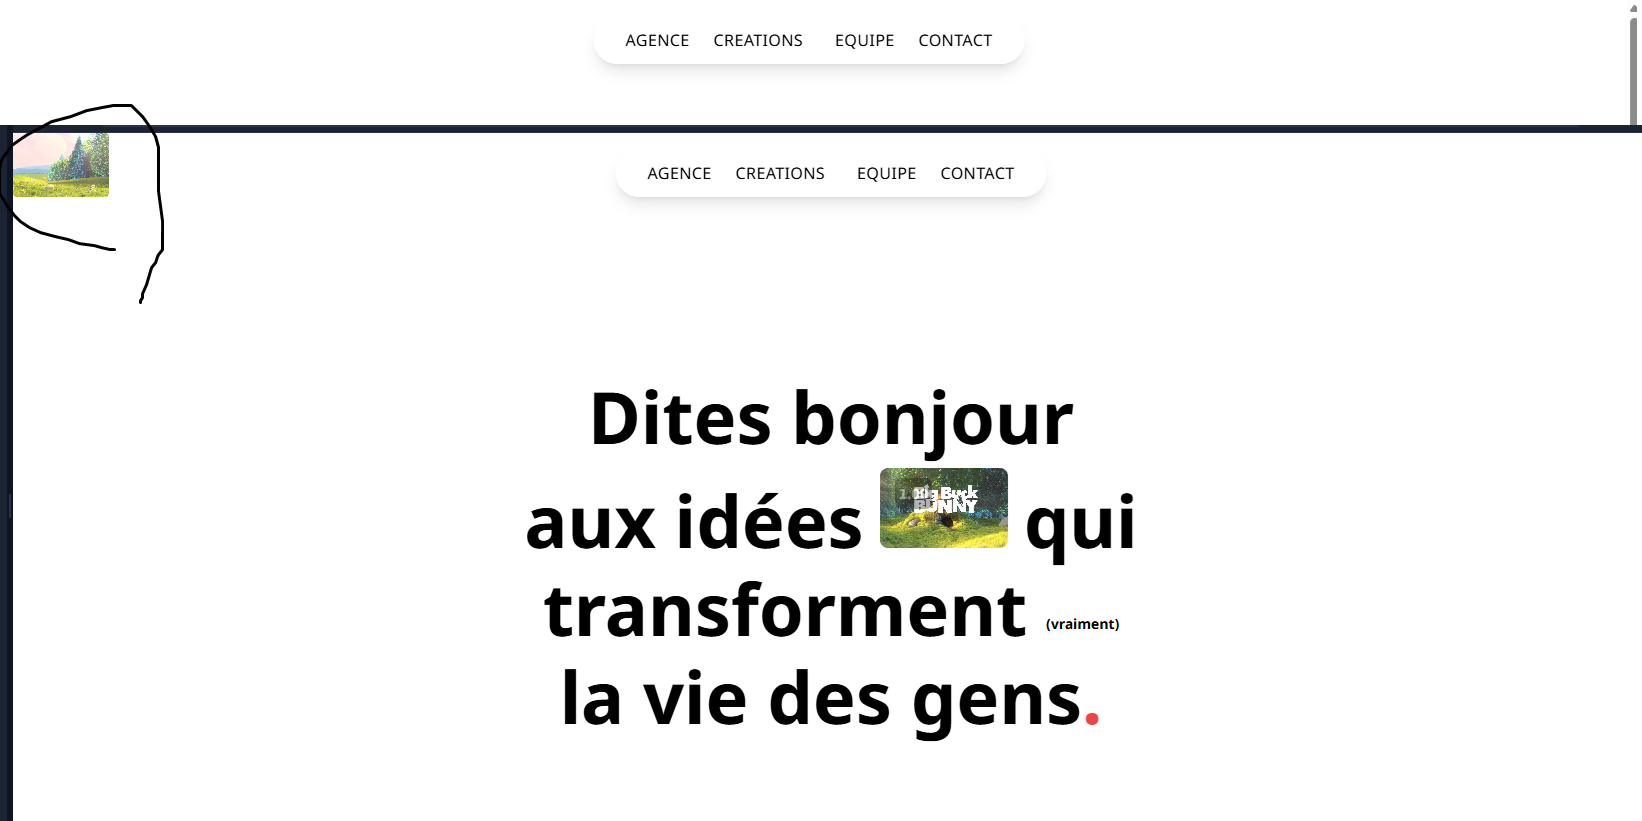 AGENCE CREATIONS EQUIPE CONTACT
AGENCE CREATIONS EQUIPE CONTACT
Dites bonjour
aux idées Big Buck BUNNY qui
transforment (vraiment)
la vie des gens.